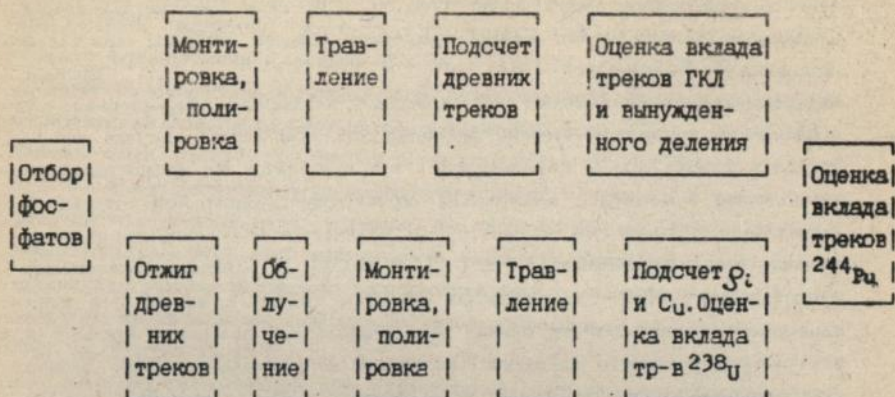 Монти-
ровка,
поли-
ровка
Трав-
ление
Подсчет
древних
треков
Оценка вклада
треков ГКЛ
и вынужден-
ного деления
Отбор
фос-
фатов
Отжиг
древ-
них
треков
Об-
лу-
че-
ние
Монти-
ровка,
поли-
ровка
Трав-
ление
Подсчет ρi
и Cu. Оцен-
ка вклада
тр-в 238U
Оценка
вклада
треков
244Pu